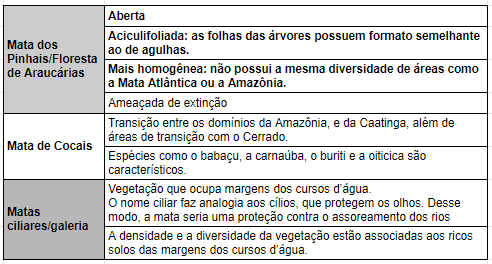 Mata dos
Pinhais/Floresta
de Araucárias
Aberta
Aciculifoliada: as folhas das árvores possuem formato semelhante
ao de agulhas.
Mais homogênea: não possui a mesma diversidade de áreas como
a Mata Atlântica ou a Amazônia.
Ameaçada de extinção
Mata de Cocais
Transição entre os domínios da Amazônia, e da Caatinga, além de
áreas de transição com o Cerrado.
Espécies como o babaçu, a carnaúba, o buriti e a oiticica são
característicos.
Matas
ciliares/galeria
Vegetação que ocupa margens dos cursos d’água.
O nome ciliar faz analogia aos cílios, que protegem os olhos. Desse
modo, a mata seria uma proteção contra o assoreamento dos rios
A densidade e a diversidade da vegetação estão associadas aos ricos
solos das margens dos cursos d’água.